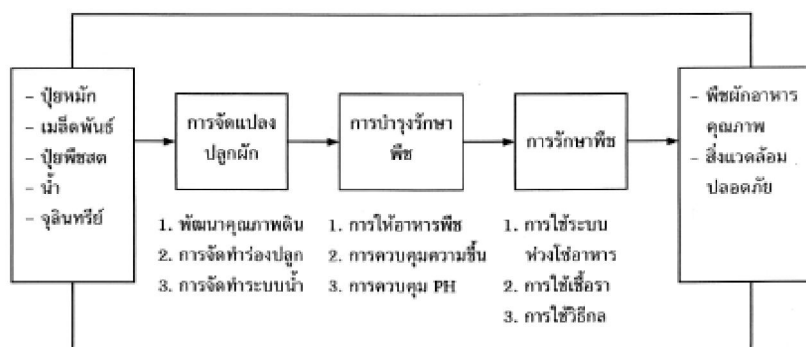 - ปุ๋ยหมัก
- เมล็ดพันธ์
- ปุ๋ยพืชสด
- น้ำ
- จุลินทรีย์
การจัดแปลง
ปลูกผัก
1. พัฒนาคุณภาพดิน
2. การจัดทำร่องปลูก
3. การจัดทำระบบน้ำ
การบำรุงรักษา
พืช
1. การให้อาหารพืช
2. การควบคุมความชื้น
3. การควบคุม PH
การรักษาพืช
1. การใช้ระบบ
ห่วงโซ่อาหาร
2. การใช้เชื้อรา
3. การใช้วิธีกล
- พืชผักอาหาร
คุณภาพ
- สิ่งแวดล้อม
ปลอดภัย